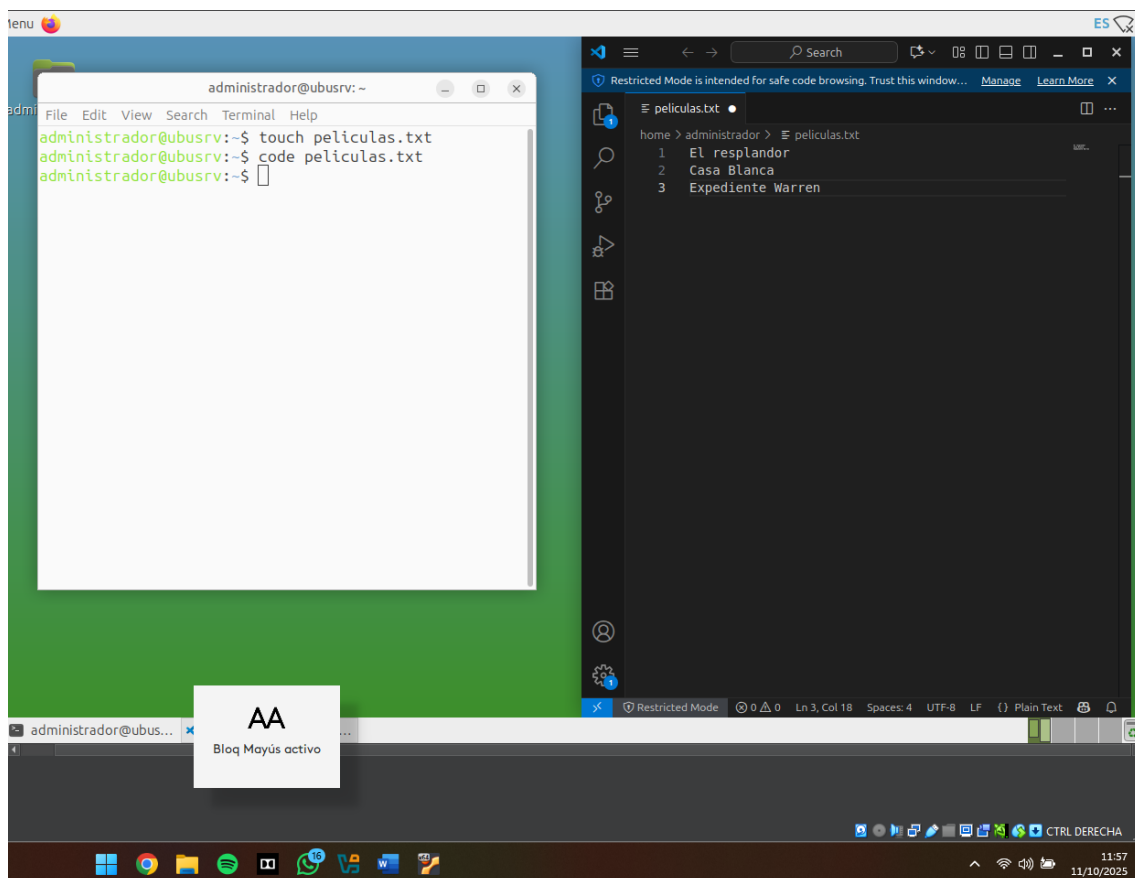 Menu
ES
administrador@ubusrv: ~
File Edit View Search Terminal Help
administrador@ubusrv:~$ touch peliculas.txt
administrador@ubusrv:~$ code peliculas.txt
administrador@ubusrv:~$
Search
Restricted Mode is intended for safe code browsing. Trust this window... Manage Learn More
peliculas.txt
home > administrador > peliculas.txt
1 El resplandor
2 Casa Blanca
3 Expediente Warren
1
1
Restricted Mode 0 0 Ln 3, Col 18 Spaces: 4 UTF-8 LF {} Plain Text
administrador@ubus...
AA
Bloq Mayús activo
CTRL DERECHA
16
11:57
11/10/2025